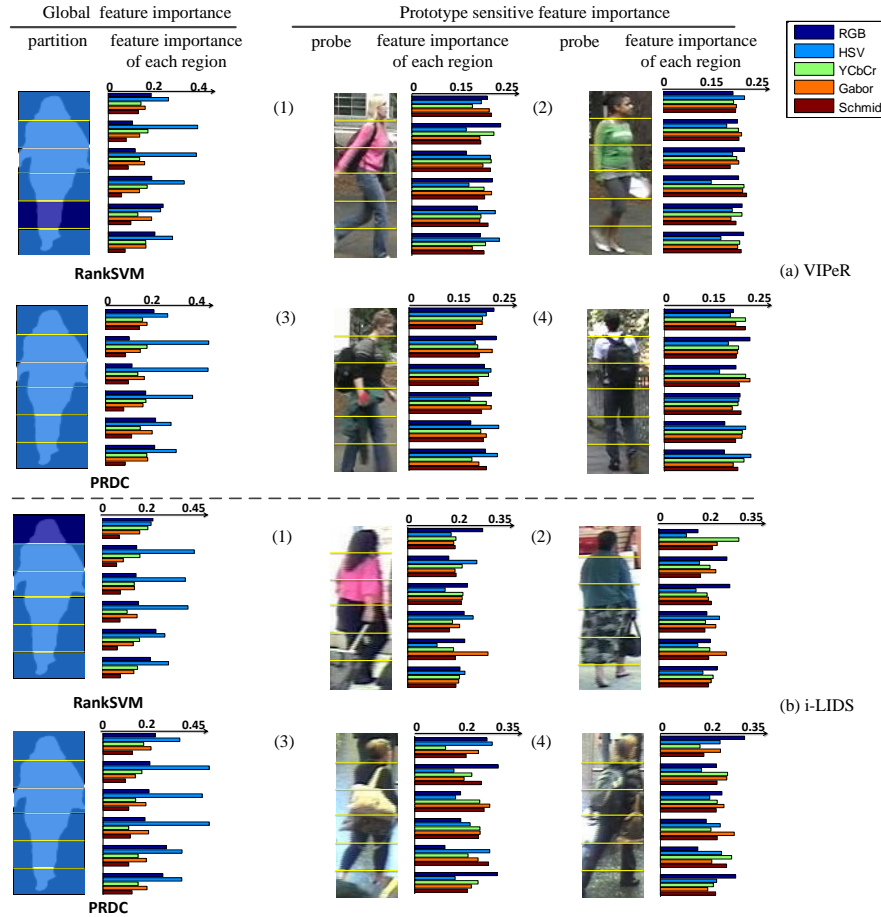 Global feature importance
Prototype sensitive feature importance
partition
feature importance
of each region
probe
feature importance
of each region
probe
feature importance
of each region
RGB
HSV
YCbCr
Gabor
Schmid
0 0.2 0.4
(1)
0 0.15 0.25
(2)
0 0.15 0.25
RankSVM
(a) VIPeR
0 0.2 0.4
(3)
0 0.15 0.25
(4)
0 0.15 0.25
PRDC
0 0.2 0.45
(1)
0 0.2 0.35
(2)
0 0.2 0.35
RankSVM
(b) i-LIDS
0 0.2 0.45
(3)
0 0.2 0.35
(4)
0 0.2 0.35
PRDC